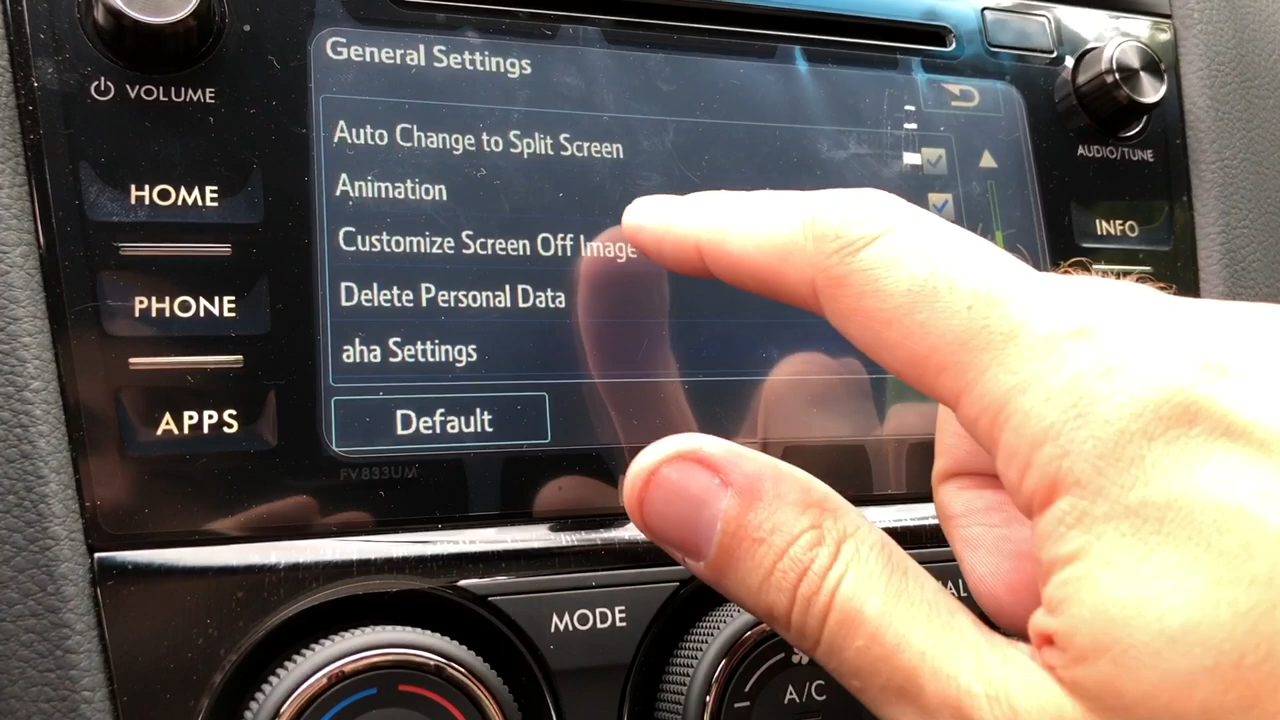 General Settings
VOLUME
Auto Change to Split Screen
AUDIO/TUNE
Animation
HOME
INFO
Customize Screen Off Image
Delete Personal Data
PHONE
aha Settings
APPS
Default
FV833UM
MODE
A/C